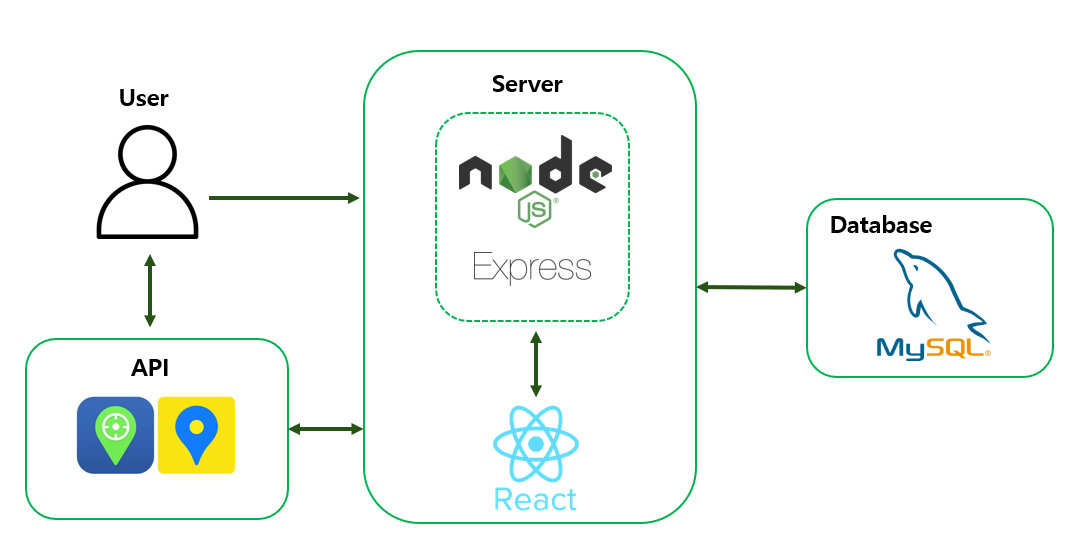 User
Server
node
JS
Express
Database
MySQL
API
React